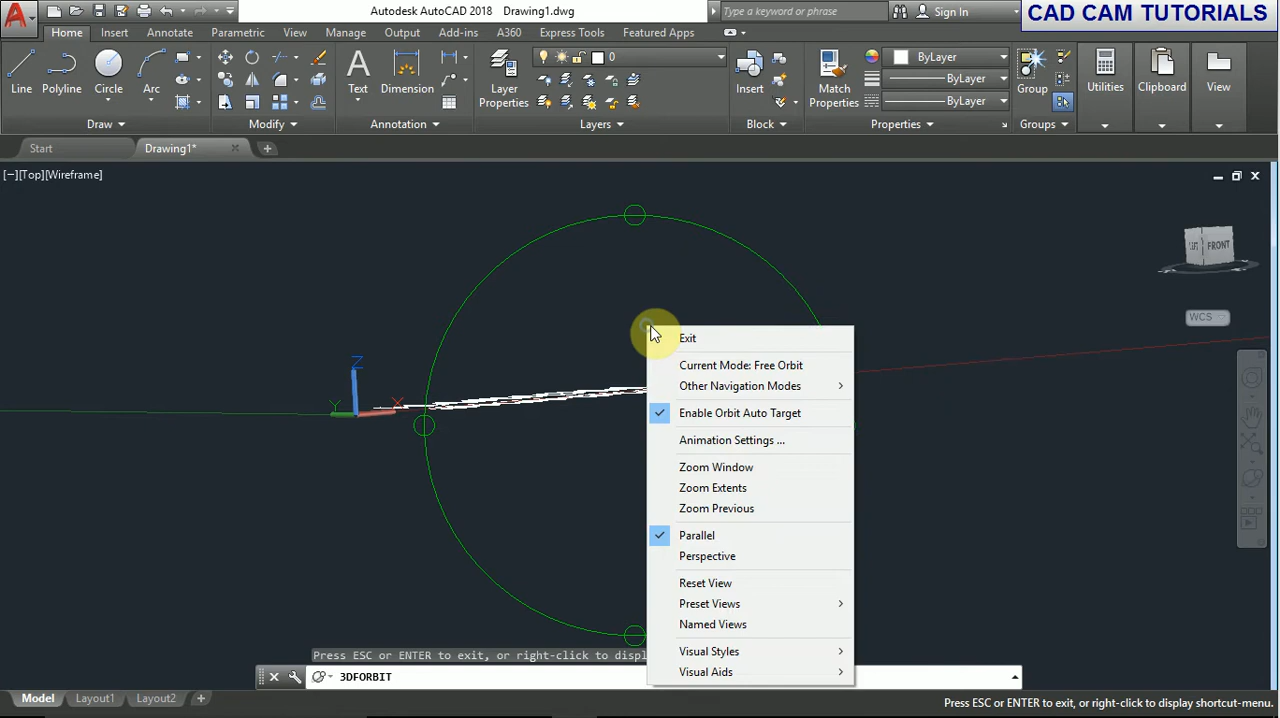 Autodesk AutoCAD 2018 Drawing1.dwg
Type a keyword or phrase
Sign In
CAD CAM TUTORIALS
Home Insert Annotate Parametric View Manage Output Add-ins A360 Express Tools Featured Apps
0
ByLayer
ByLayer
ByLayer
Line Polyline Circle Arc
Text Dimension
Layer Properties
Insert
Match Properties
Group
Utilities
Clipboard
View
Draw Modify Annotation Layers Block Properties Groups
Start Drawing1*
[−][Top][Wireframe]
LEFT FRONT
WCS
Z
Y
X
Exit
Current Mode: Free Orbit
Other Navigation Modes
Enable Orbit Auto Target
Animation Settings ...
Zoom Window
Zoom Extents
Zoom Previous
Parallel
Perspective
Reset View
Preset Views
Named Views
Visual Styles
Visual Aids
Press ESC or ENTER to exit, or right-click to displ
3DFORBIT
Model Layout1 Layout2
Press ESC or ENTER to exit, or right-click to display shortcut-menu.